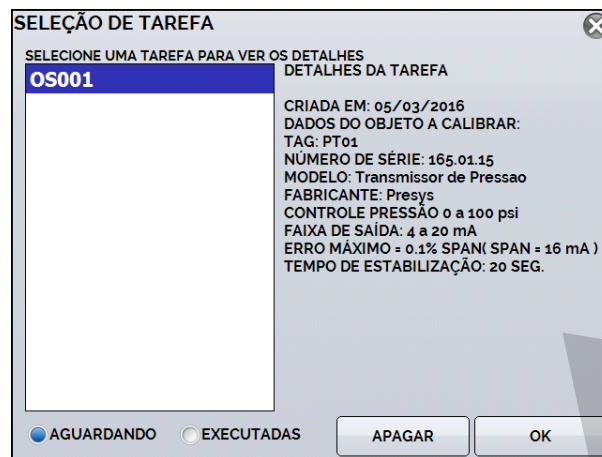 SELEÇÃO DE TAREFA
SELECIONE UMA TAREFA PARA VER OS DETALHES
OS001
DETALHES DA TAREFA
CRIADA EM: 05/03/2016
DADOS DO OBJETO A CALIBRAR:
TAG: PT01
NÚMERO DE SÉRIE: 165.01.15
MODELO: Transmissor de Pressao
FABRICANTE: Presys
CONTROLE PRESSÃO 0 a 100 psi
FAIXA DE SAÍDA: 4 a 20 mA
ERRO MÁXIMO = 0.1% SPAN( SPAN = 16 mA )
TEMPO DE ESTABILIZAÇÃO: 20 SEG.
AGUARDANDO EXECUTADAS APAGAR OK